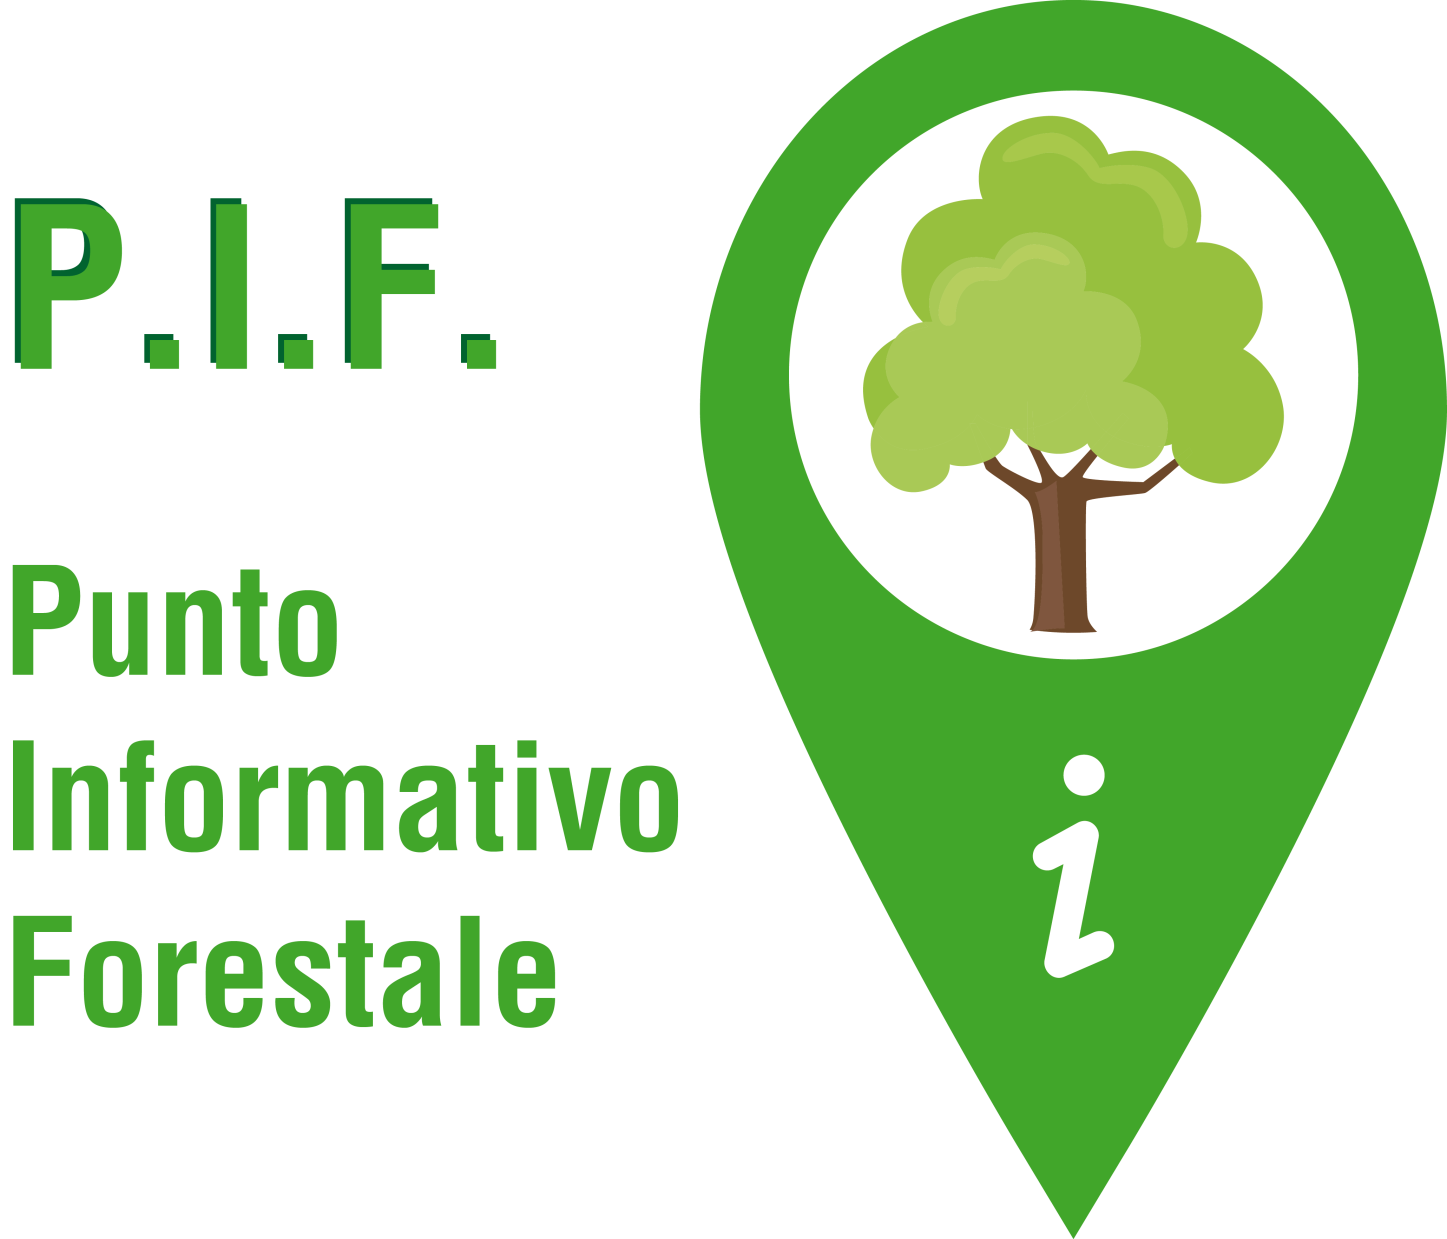 P.I.F.
Punto
Informativo
Forestale
i